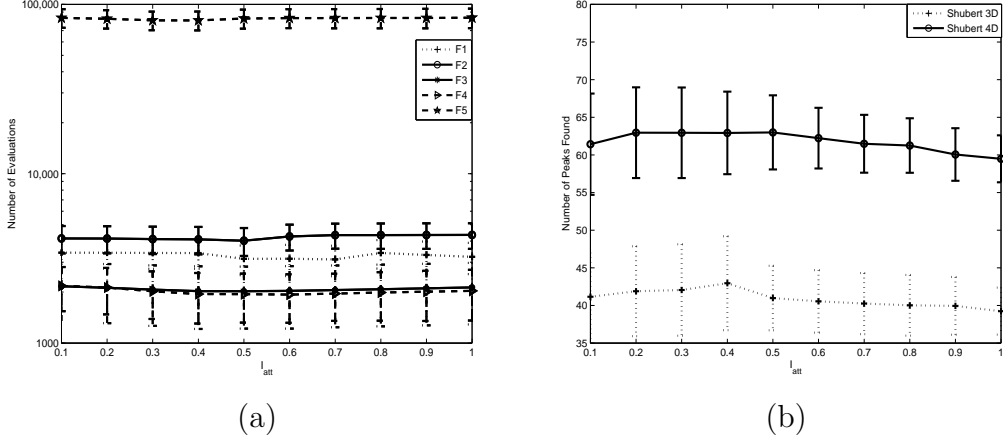 100,000
10,000
1000
Number of Evaluations
0.1 0.2 0.3 0.4 0.5 0.6 0.7 0.8 0.9 1
I_att
F1
F2
F3
F4
F5
(a)
80
75
70
65
60
55
50
45
40
35
Number of Peaks Found
0.1 0.2 0.3 0.4 0.5 0.6 0.7 0.8 0.9 1
I_att
Shubert 3D
Shubert 4D
(b)